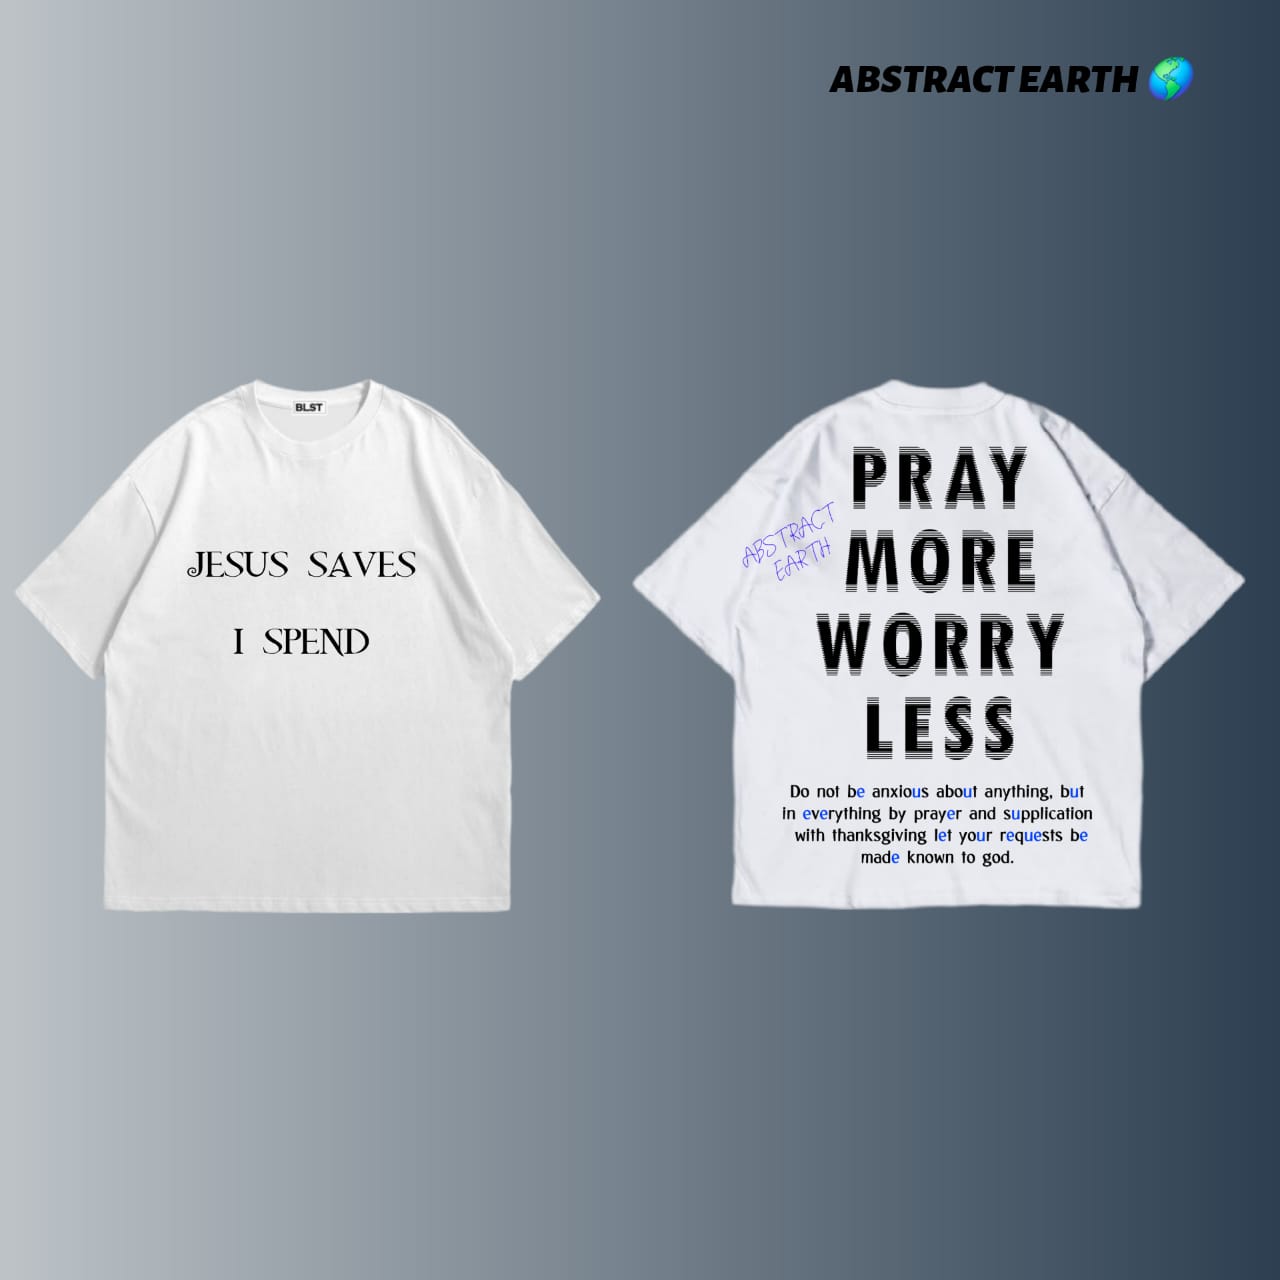 ABSTRACT EARTH
BLST
JESUS SAVES
I SPEND
PRAY
MORE
WORRY
LESS
ABSTRACT
EARTH
Do not be anxious about anything, but
in everything by prayer and supplication
with thanksgiving let your requests be
made known to god.